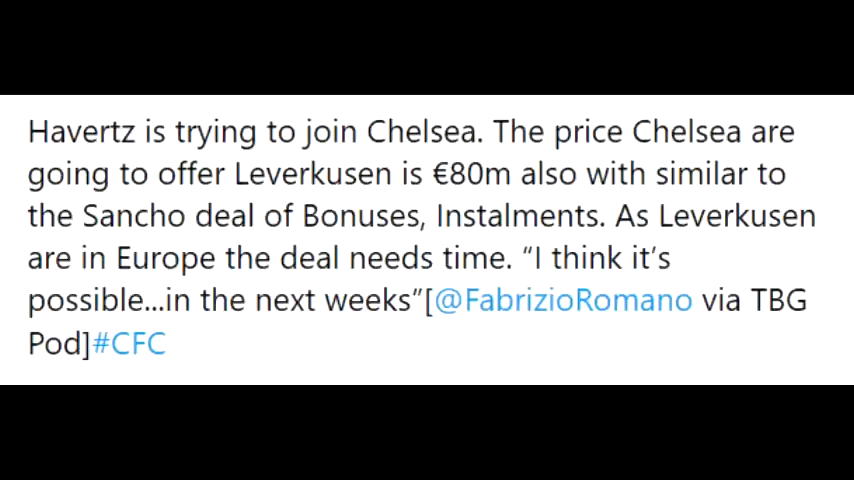 Havertz is trying to join Chelsea. The price Chelsea are
going to offer Leverkusen is €80m also with similar to
the Sancho deal of Bonuses, Instalments. As Leverkusen
are in Europe the deal needs time. “I think it’s
possible...in the next weeks”[@FabrizioRomano via TBG
Pod]#CFC